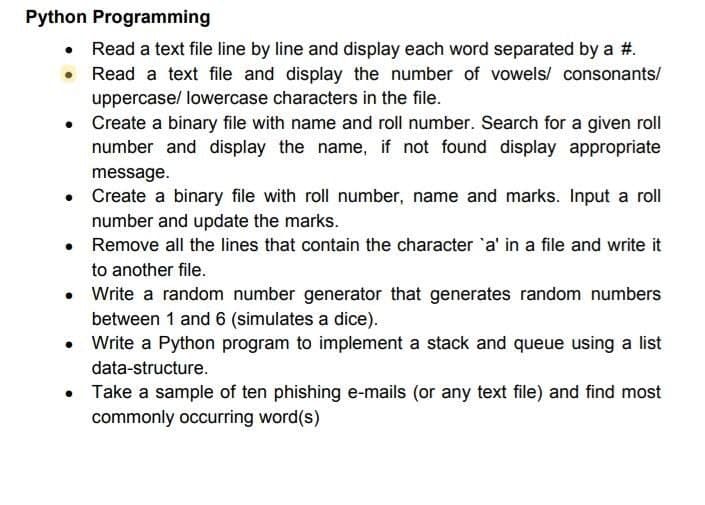 Python Programming
• Read a text file line by line and display each word separated by a #.
• Read a text file and display the number of vowels/ consonants/
uppercase/ lowercase characters in the file.
• Create a binary file with name and roll number. Search for a given roll
number and display the name, if not found display appropriate
message.
• Create a binary file with roll number, name and marks. Input a roll
number and update the marks.
• Remove all the lines that contain the character `a' in a file and write it
to another file.
• Write a random number generator that generates random numbers
between 1 and 6 (simulates a dice).
• Write a Python program to implement a stack and queue using a list
data-structure.
• Take a sample of ten phishing e-mails (or any text file) and find most
commonly occurring word(s)